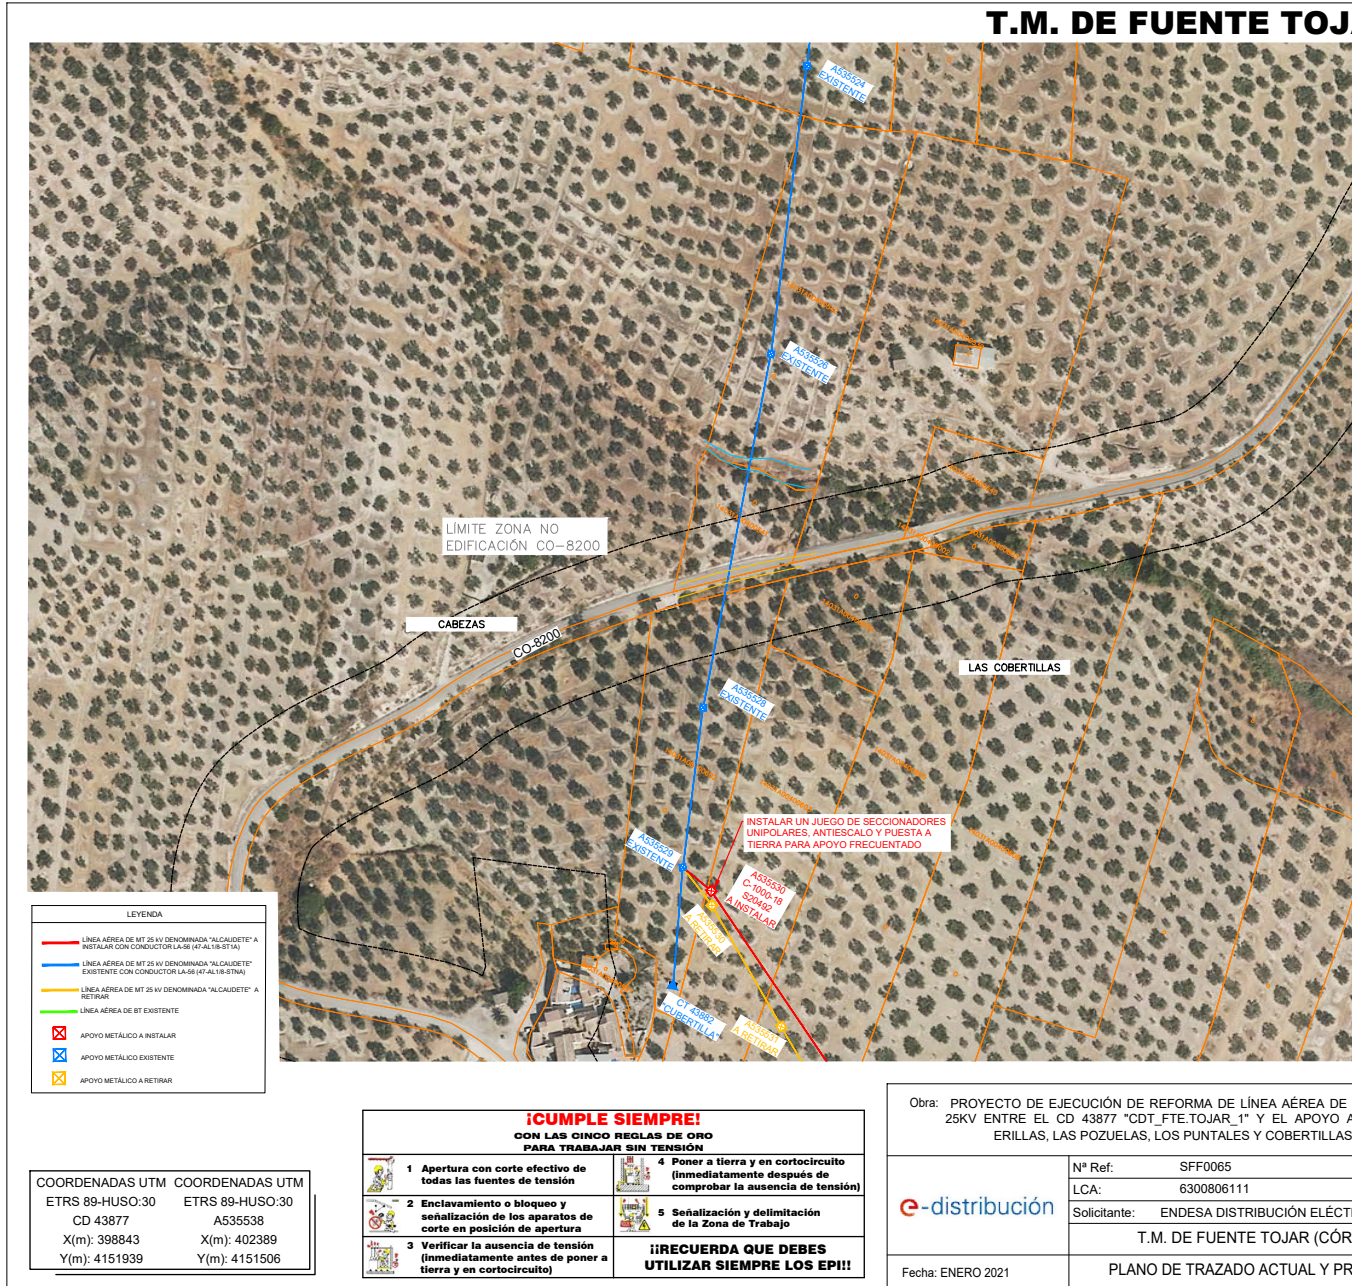 T.M. DE FUENTE TOJ
A535524
EXISTENTE
A535526
EXISTENTE
LÍMITE ZONA NO
EDIFICACIÓN CO-8200
CABEZAS
CO-8200
LAS COBERTILLAS
A535528
EXISTENTE
INSTALAR UN JUEGO DE SECCIONADORES
UNIPOLARES, ANTIESCALO Y PUESTA A
TIERRA PARA APOYO FRECUENTADO
A535529
EXISTENTE
A535530
C-1000-18
S20492
A INSTALAR
A535530
A RETIRAR
CT 43882
"CUBERTILLA"
A535531
A RETIRAR
LEYENDA
LÍNEA AÉREA DE MT 25 kV DENOMINADA "ALCAUDETE" A
INSTALAR CON CONDUCTOR LA-56 (47-AL1/8-ST1A)
LÍNEA AÉREA DE MT 25 kV DENOMINADA "ALCAUDETE"
EXISTENTE CON CONDUCTOR LA-56 (47-AL1/8-STNA)
LÍNEA AÉREA DE MT 25 kV DENOMINADA "ALCAUDETE" A
RETIRAR
LÍNEA AÉREA DE BT EXISTENTE
APOYO METÁLICO A INSTALAR
APOYO METÁLICO EXISTENTE
APOYO METÁLICO A RETIRAR
COORDENADAS UTM
ETRS 89-HUSO:30
CD 43877
X(m): 398843
Y(m): 4151939
COORDENADAS UTM
ETRS 89-HUSO:30
A535538
X(m): 402389
Y(m): 4151506
¡CUMPLE SIEMPRE!
CON LAS CINCO REGLAS DE ORO
PARA TRABAJAR SIN TENSIÓN
1 Apertura con corte efectivo de
todas las fuentes de tensión
2 Enclavamiento o bloqueo y
señalización de los aparatos de
corte en posición de apertura
3 Verificar la ausencia de tensión
(inmediatamente antes de poner a
tierra y en cortocircuito)
4 Poner a tierra y en cortocircuito
(inmediatamente después de
comprobar la ausencia de tensión)
5 Señalización y delimitación
de la Zona de Trabajo
¡¡RECUERDA QUE DEBES
UTILIZAR SIEMPRE LOS EPI!!
Obra: PROYECTO DE EJECUCIÓN DE REFORMA DE LÍNEA AÉREA DE
25KV ENTRE EL CD 43877 "CDT_FTE.TOJAR_1" Y EL APOYO A
ERILLAS, LAS POZUELAS, LOS PUNTALES Y COBERTILLAS
e-distribución
Nª Ref: SFF0065
LCA: 6300806111
Solicitante: ENDESA DISTRIBUCIÓN ELÉCT
T.M. DE FUENTE TOJAR (CÓR
Fecha: ENERO 2021
PLANO DE TRAZADO ACTUAL Y PR